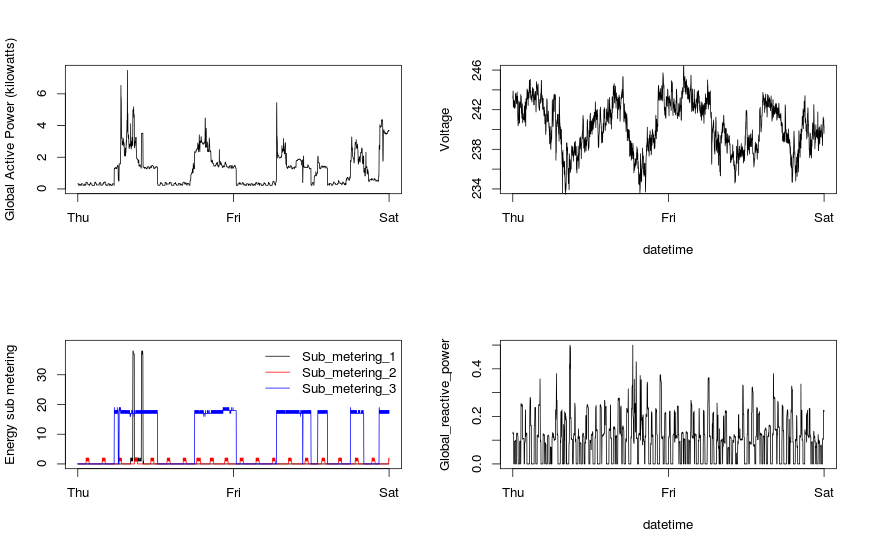 Global Active Power (kilowatts)
0 2 4 6
Thu Fri Sat
Voltage
234 238 242 246
Thu Fri Sat
datetime
Energy sub metering
0 10 20 30
Sub_metering_1
Sub_metering_2
Sub_metering_3
Thu Fri Sat
Global_reactive_power
0.0 0.2 0.4
Thu Fri Sat
datetime